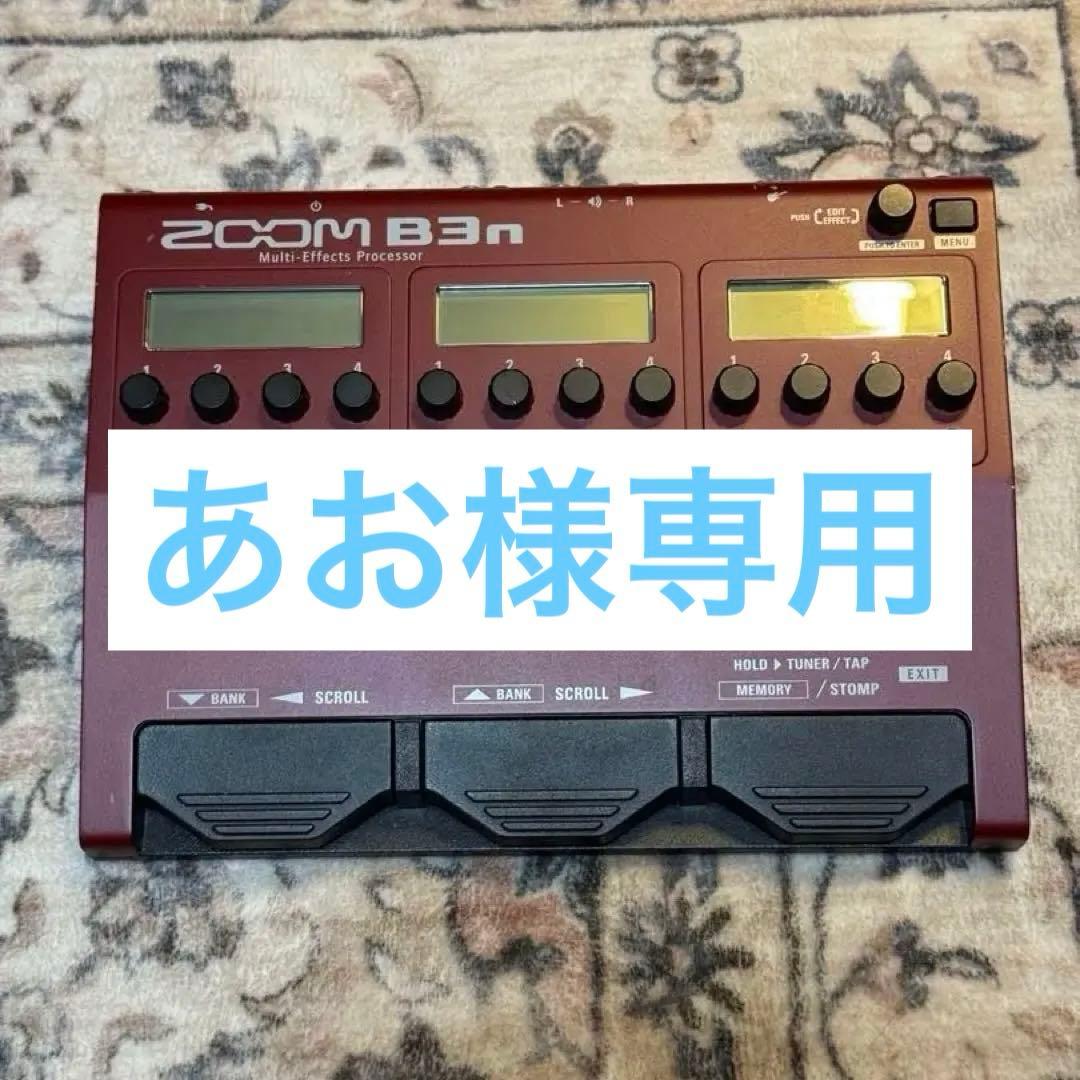 L R
PUSH EDIT EFFECT
ZOOM B3n
PUSH TO ENTER MENU
Multi-Effects Processor
1 2 3 4 1 2 3 4 1 2 3 4
あお様専用
HOLD ▶ TUNER / TAP
EXIT
▼ BANK ◀ SCROLL ▲ BANK SCROLL ▶ MEMORY / STOMP